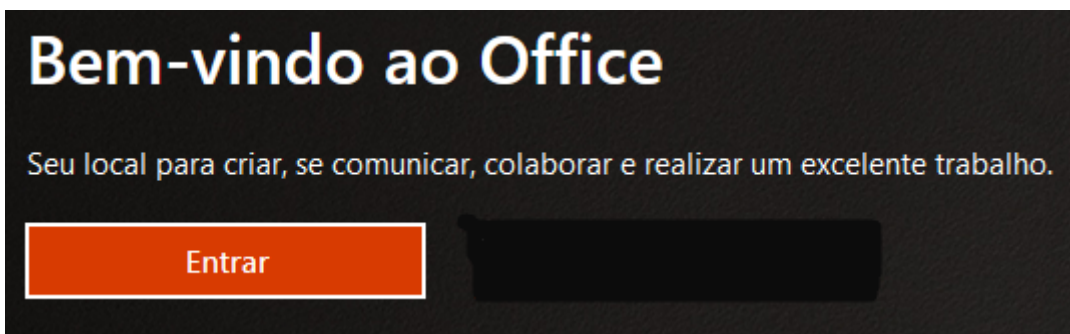 Bem-vindo ao Office
Seu local para criar, se comunicar, colaborar e realizar um excelente trabalho.
Entrar